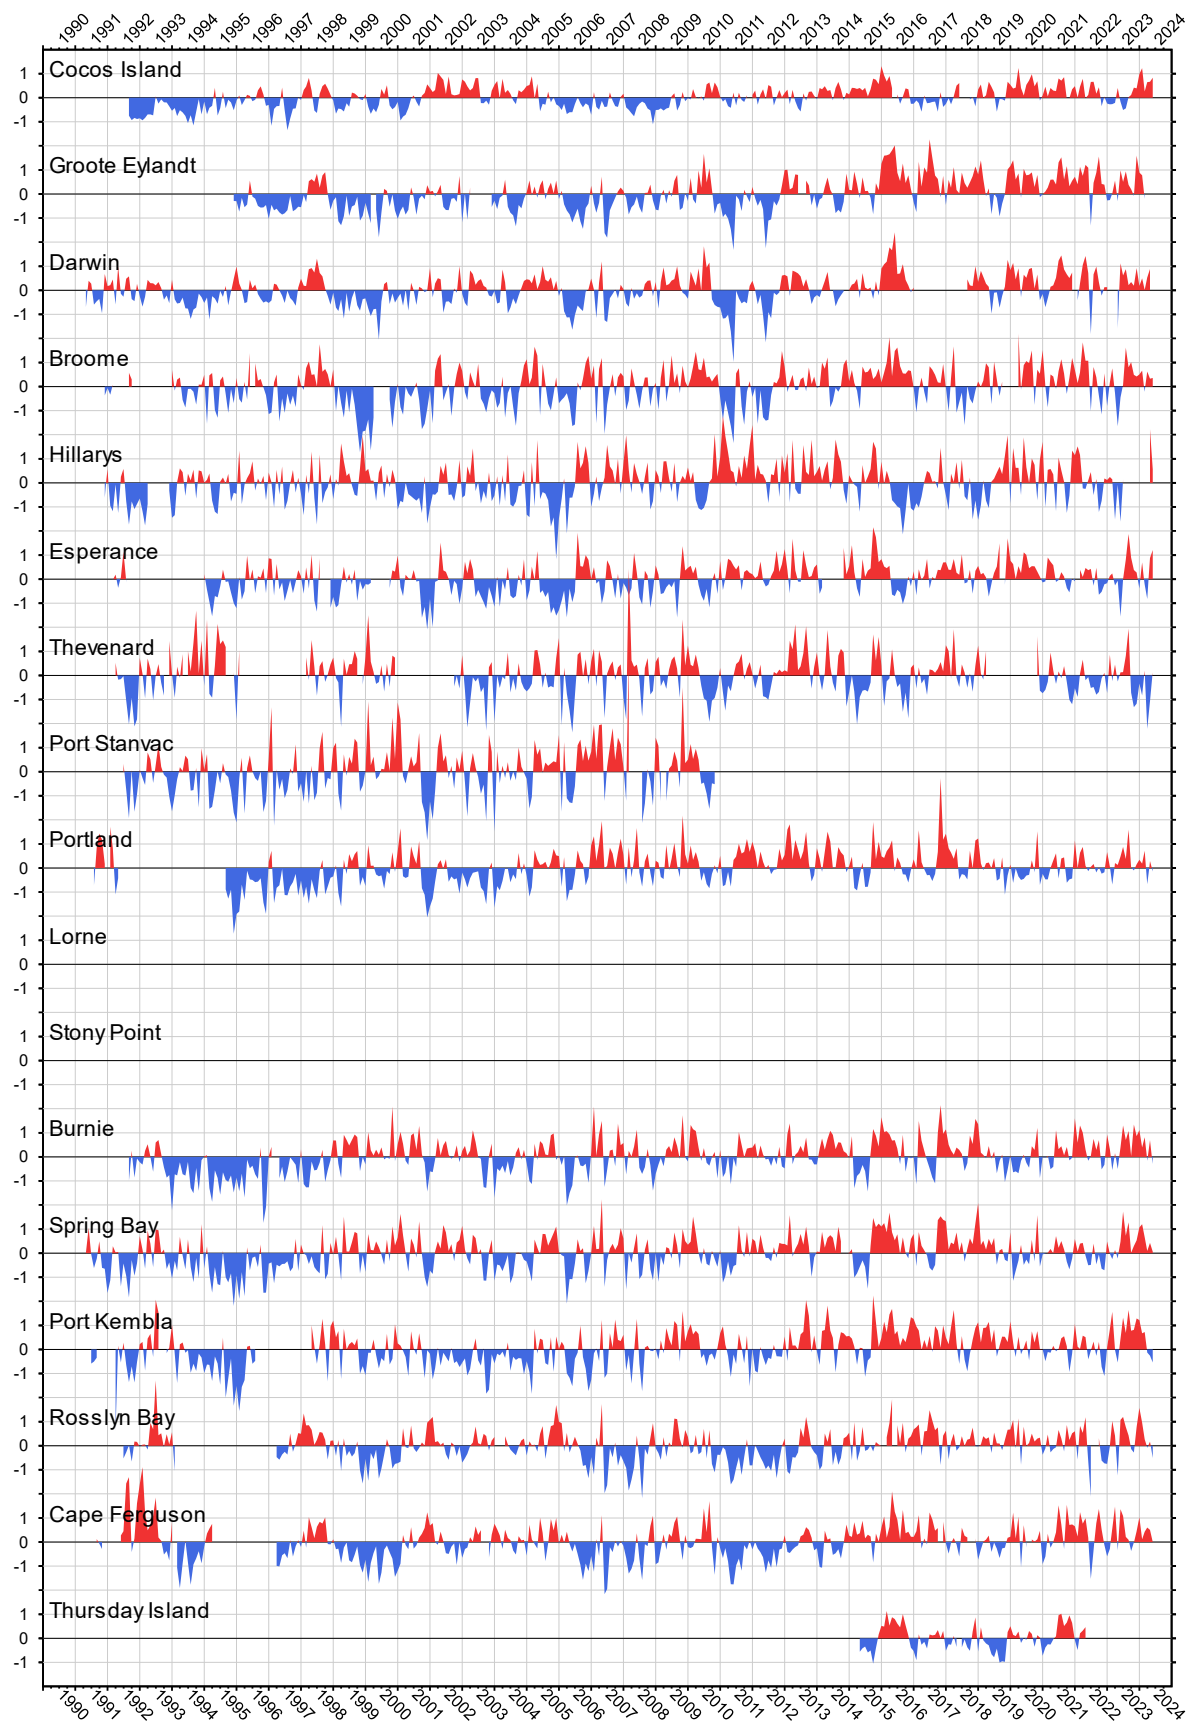 1990 1991 1992 1993 1994 1995 1996 1997 1998 1999 2000 2001 2002 2003 2004 2005 2006 2007 2008 2009 2010 2011 2012 2013 2014 2015 2016 2017 2018 2019 2020 2021 2022 2023 2024
Cocos Island
1
0
-1
Groote Eylandt
1
0
-1
Darwin
1
0
-1
Broome
1
0
-1
Hillarys
1
0
-1
Esperance
1
0
-1
Thevenard
1
0
-1
Port Stanvac
1
0
-1
Portland
1
0
-1
Lorne
1
0
-1
Stony Point
1
0
-1
Burnie
1
0
-1
Spring Bay
1
0
-1
Port Kembla
1
0
-1
Rosslyn Bay
1
0
-1
Cape Ferguson
1
0
-1
Thursday Island
1
0
-1
1990 1991 1992 1993 1994 1995 1996 1997 1998 1999 2000 2001 2002 2003 2004 2005 2006 2007 2008 2009 2010 2011 2012 2013 2014 2015 2016 2017 2018 2019 2020 2021 2022 2023 2024